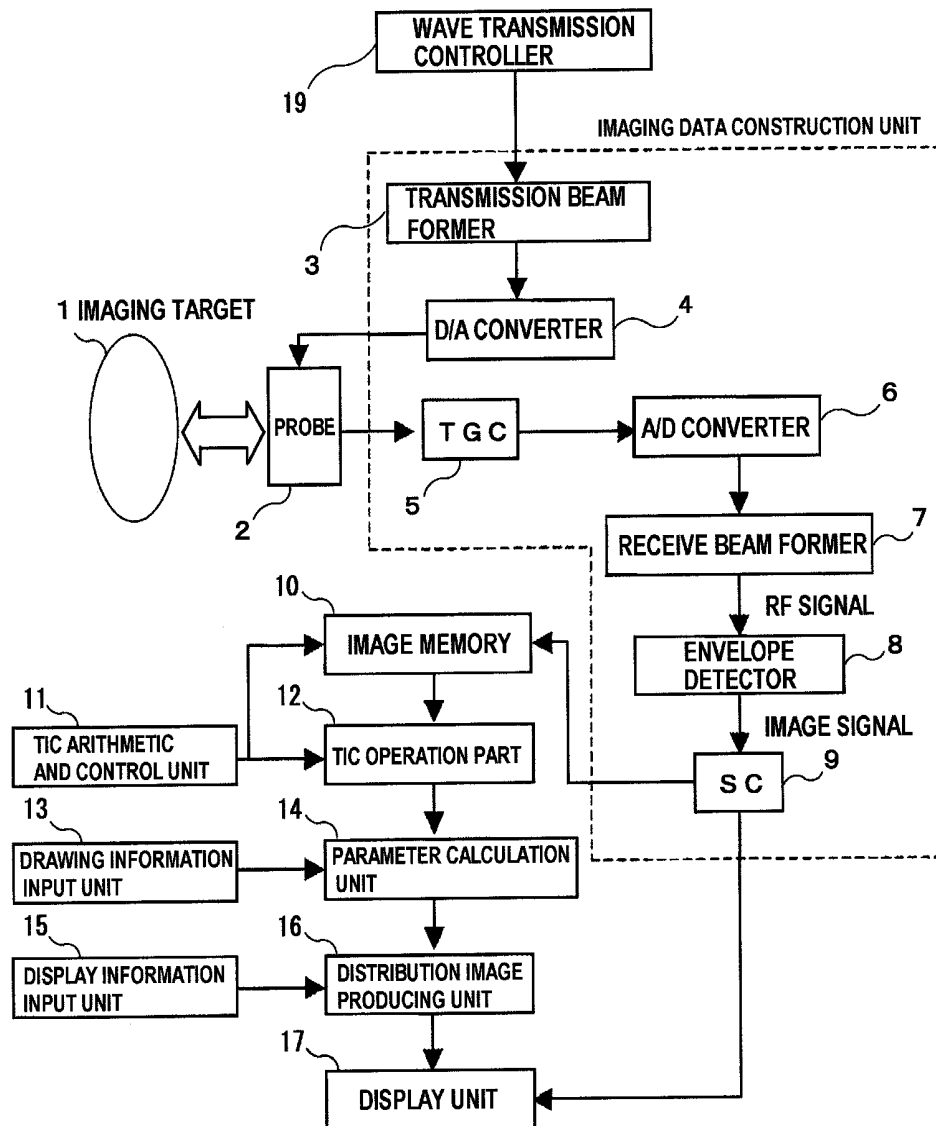 WAVE TRANSMISSION
CONTROLLER
19
IMAGING DATA CONSTRUCTION UNIT
TRANSMISSION BEAM
FORMER
3
D/A CONVERTER
4
1 IMAGING TARGET
PROBE
2
T G C
5
A/D CONVERTER
6
RECEIVE BEAM FORMER
7
RF SIGNAL
ENVELOPE
DETECTOR
8
IMAGE SIGNAL
S C
9
10
IMAGE MEMORY
11
TIC ARITHMETIC
AND CONTROL UNIT
12
TIC OPERATION PART
13
DRAWING INFORMATION
INPUT UNIT
14
PARAMETER CALCULATION
UNIT
15
DISPLAY INFORMATION
INPUT UNIT
16
DISTRIBUTION IMAGE
PRODUCING UNIT
17
DISPLAY UNIT